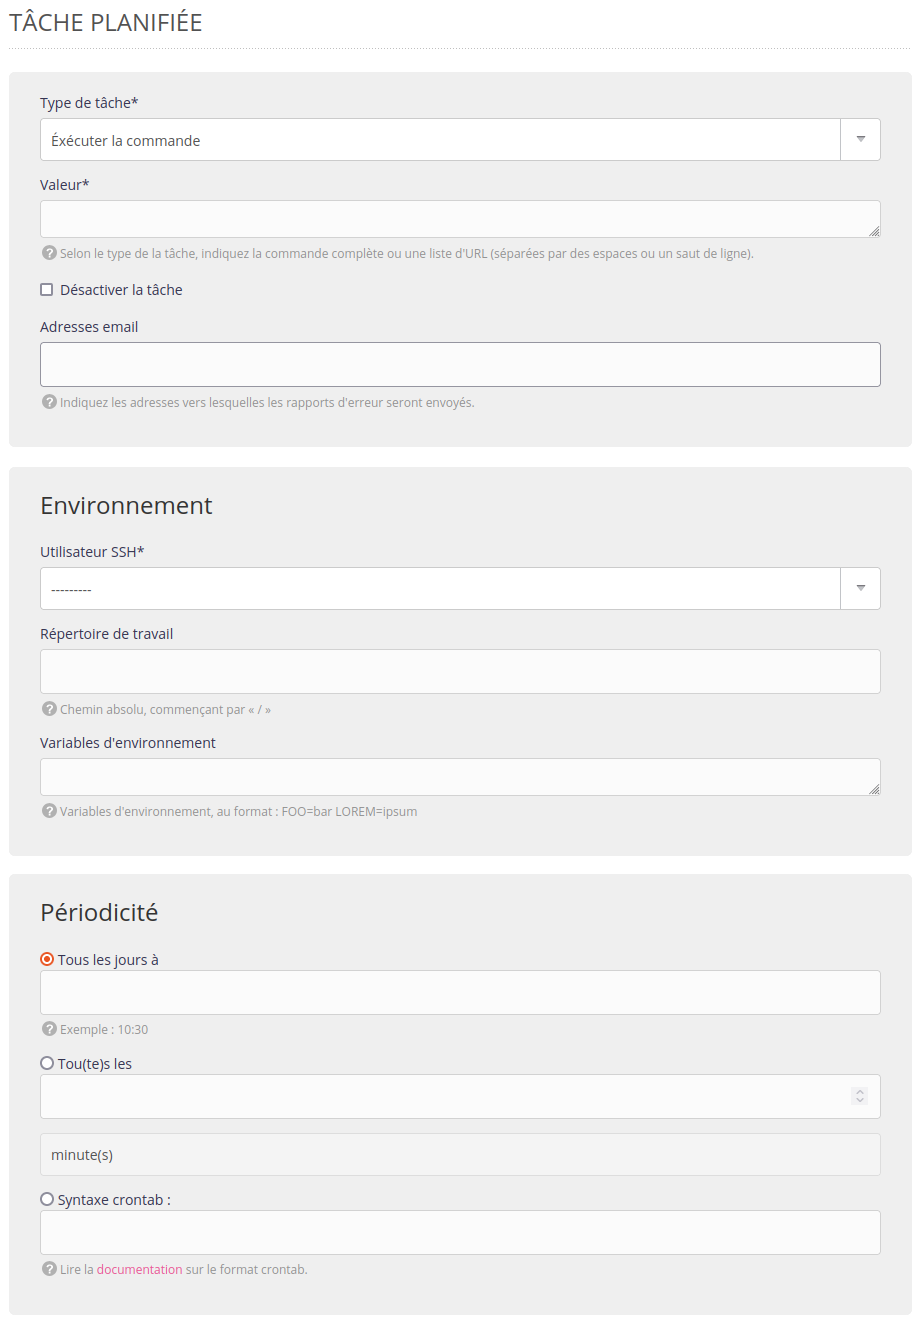 TÂCHE PLANIFIÉE
Type de tâche*
Éxécuter la commande
Valeur*
Selon le type de la tâche, indiquez la commande complète ou une liste d'URL (séparées par des espaces ou un saut de ligne).
Désactiver la tâche
Adresses email
Indiquez les adresses vers lesquelles les rapports d'erreur seront envoyés.
Environnement
Utilisateur SSH*
---------
Répertoire de travail
Chemin absolu, commençant par « / »
Variables d'environnement
Variables d'environnement, au format : FOO=bar LOREM=ipsum
Périodicité
Tous les jours à
Exemple : 10:30
Tou(te)s les
minute(s)
Syntaxe crontab :
Lire la documentation sur le format crontab.